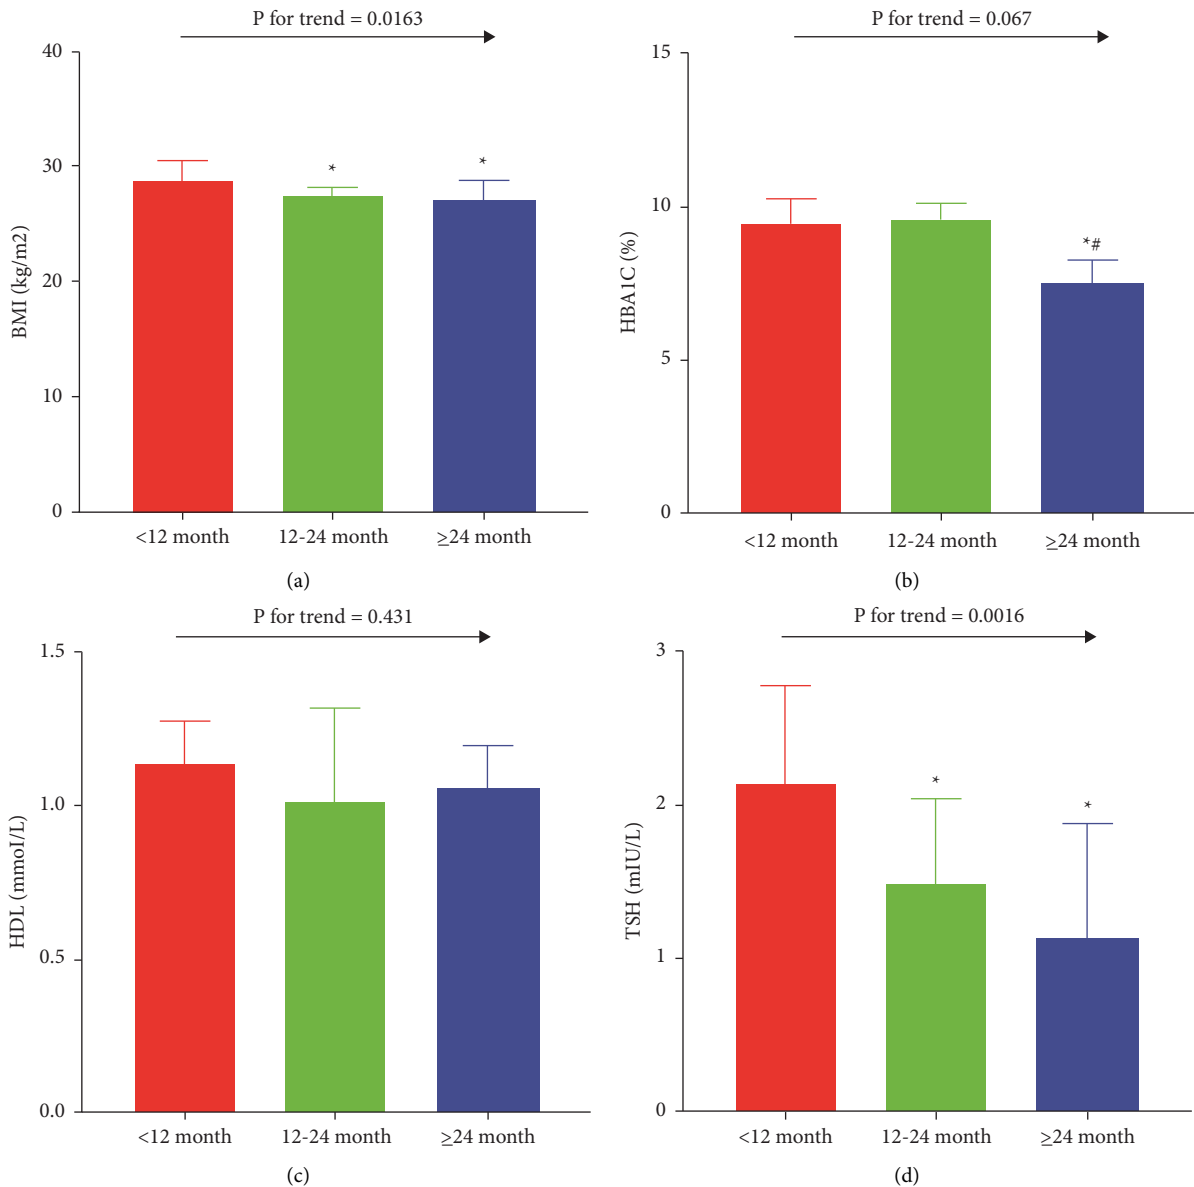 P for trend = 0.0163
40
30
20
10
0
BMI (kg/m2)
*
*
<12 month
12-24 month
≥24 month
(a)
P for trend = 0.067
15
10
5
0
HBA1C (%)
*#
<12 month
12-24 month
≥24 month
(b)
P for trend = 0.431
1.5
1.0
0.5
0.0
HDL (mmoI/L)
<12 month
12-24 month
≥24 month
(c)
P for trend = 0.0016
3
2
1
0
TSH (mIU/L)
*
*
<12 month
12-24 month
≥24 month
(d)